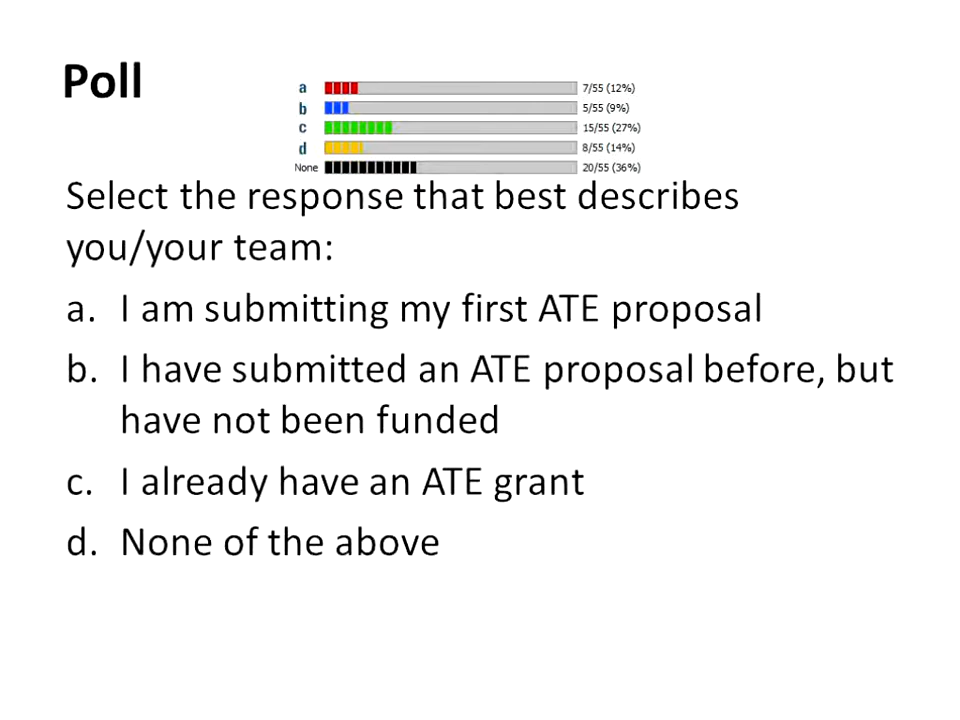 Poll
a 7/55 (12%)
b 5/55 (9%)
c 15/55 (27%)
d 8/55 (14%)
None 20/55 (36%)
Select the response that best describes
you/your team:
a. I am submitting my first ATE proposal
b. I have submitted an ATE proposal before, but
have not been funded
c. I already have an ATE grant
d. None of the above